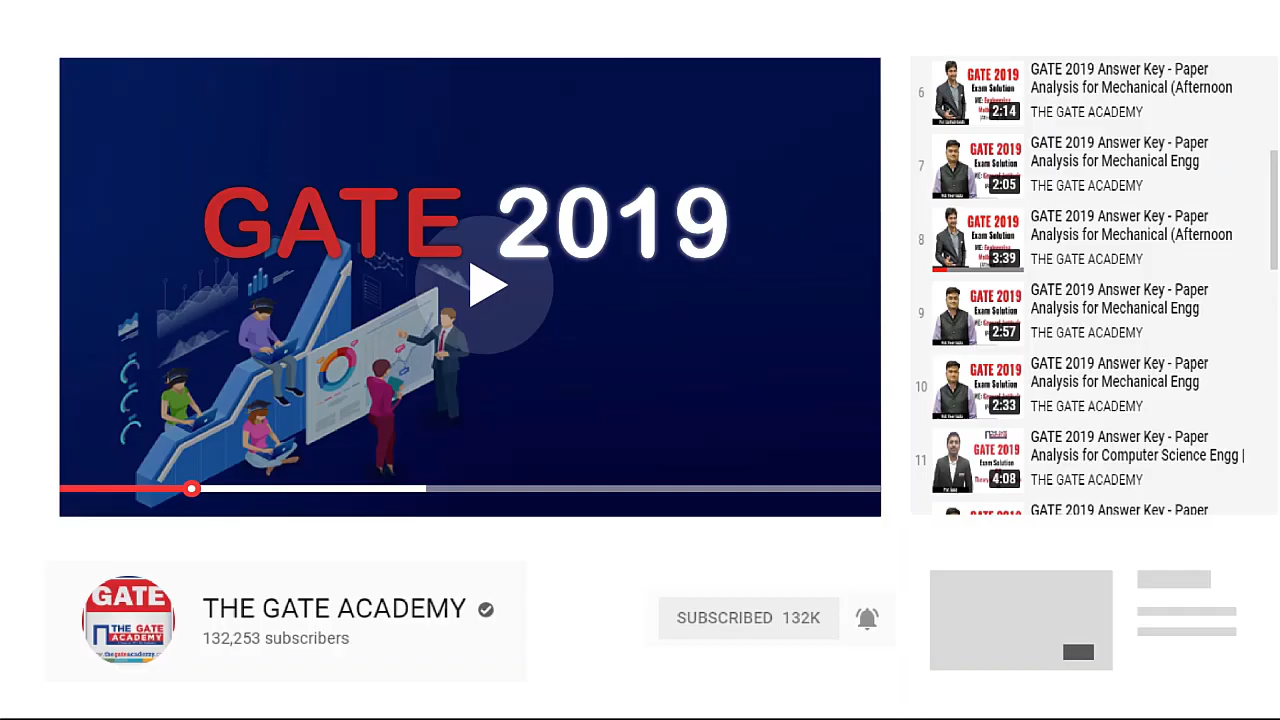 GATE 2019
6
GATE 2019
Exam Solution
2:14
GATE 2019 Answer Key - Paper
Analysis for Mechanical (Afternoon
THE GATE ACADEMY
7
GATE 2019
Exam Solution
2:05
GATE 2019 Answer Key - Paper
Analysis for Mechanical Engg
THE GATE ACADEMY
8
GATE 2019
Exam Solution
3:39
GATE 2019 Answer Key - Paper
Analysis for Mechanical (Afternoon
THE GATE ACADEMY
9
GATE 2019
Exam Solution
2:57
GATE 2019 Answer Key - Paper
Analysis for Mechanical Engg
THE GATE ACADEMY
10
GATE 2019
Exam Solution
2:33
GATE 2019 Answer Key - Paper
Analysis for Mechanical Engg
THE GATE ACADEMY
11
GATE 2019
Exam Solution
4:08
GATE 2019 Answer Key - Paper
Analysis for Computer Science Engg |
THE GATE ACADEMY
GATE 2019 Answer Key - Paper
GATE
THE GATE
ACADEMY
THE GATE ACADEMY
132,253 subscribers
SUBSCRIBED 132K